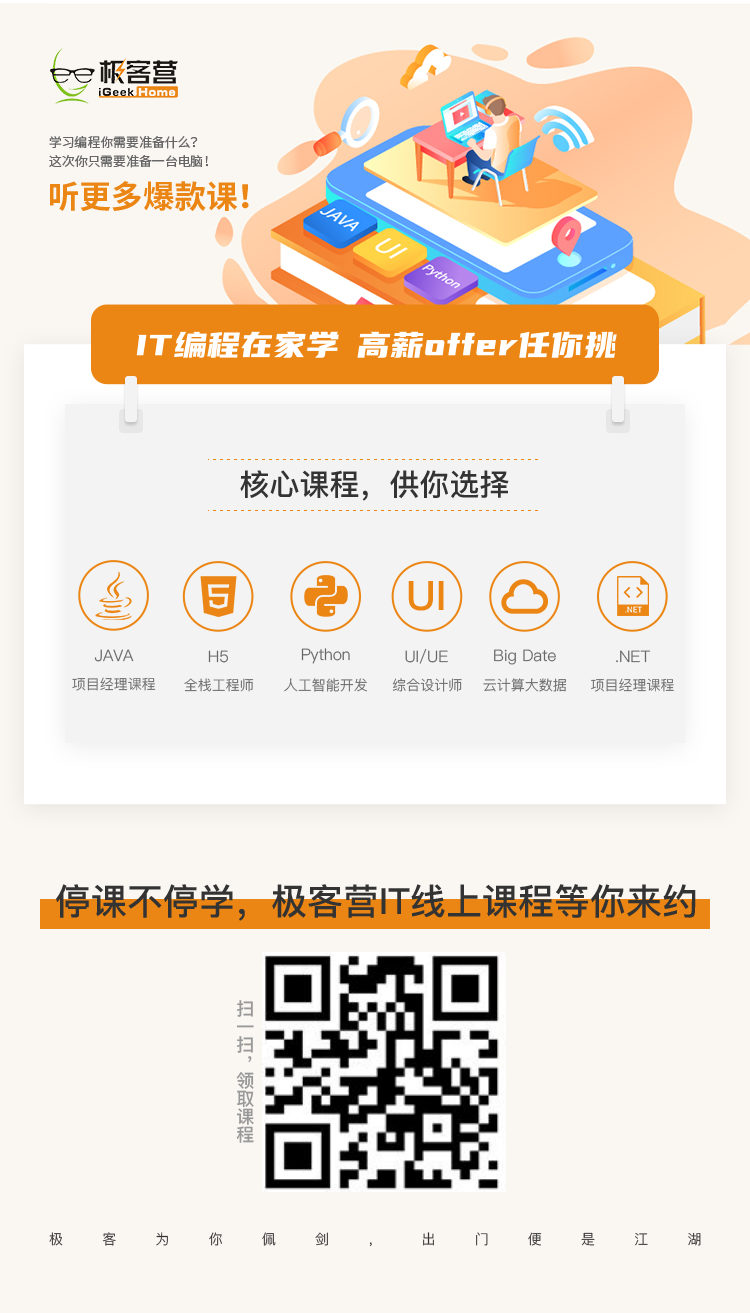 极客营
iGeek Home
学习编程你需要准备什么？
这次你只需要准备一台电脑！
听更多爆款课！
JAVA
UI
Python
IT编程在家学 高薪offer任你挑
核心课程，供你选择
UI
.NET
JAVA
H5
Python
UI/UE
Big Date
.NET
项目经理课程
全栈工程师
人工智能开发
综合设计师
云计算大数据
项目经理课程
停课不停学，极客营IT线上课程等你来约
扫一扫，领取课程
极客为你佩剑，出门便是江湖